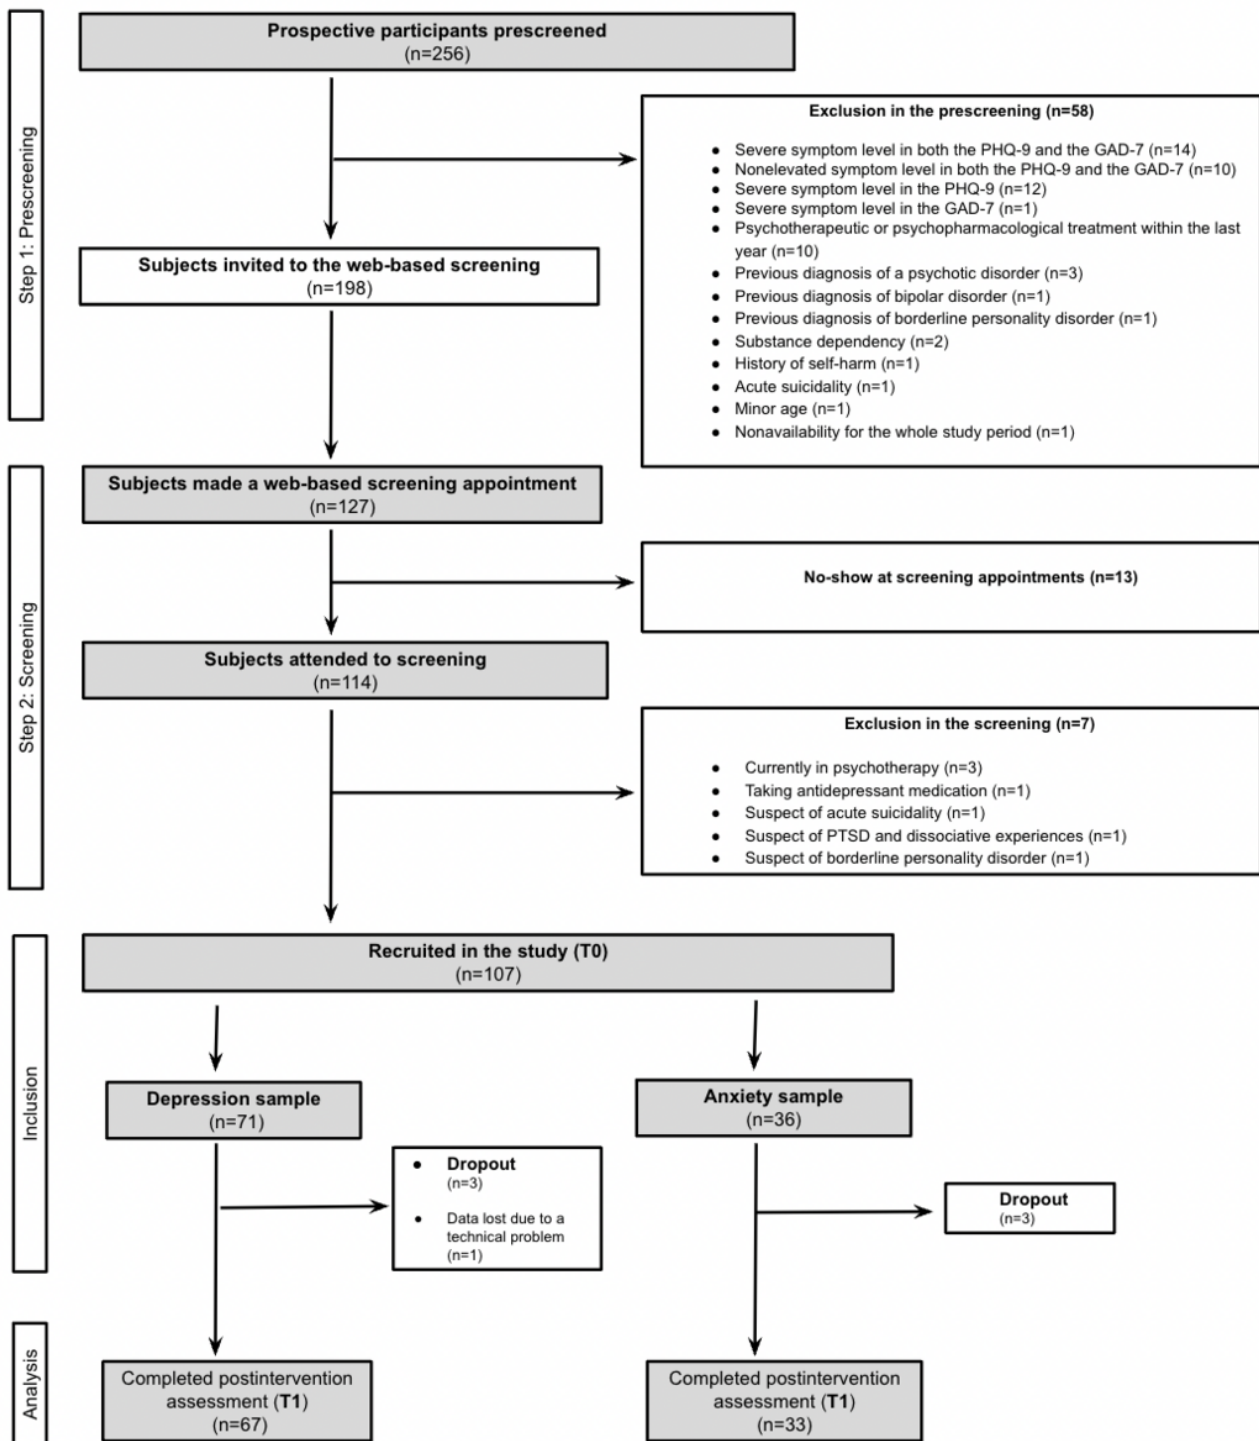 Step 1: Prescreening
Prospective participants prescreened
(n=256)
Exclusion in the prescreening (n=58)
● Severe symptom level in both the PHQ-9 and the GAD-7 (n=14)
● Nonelevated symptom level in both the PHQ-9 and the GAD-7 (n=10)
● Severe symptom level in the PHQ-9 (n=12)
● Severe symptom level in the GAD-7 (n=1)
● Psychotherapeutic or psychopharmacological treatment within the last
year (n=10)
● Previous diagnosis of a psychotic disorder (n=3)
● Previous diagnosis of bipolar disorder (n=1)
● Previous diagnosis of borderline personality disorder (n=1)
● Substance dependency (n=2)
● History of self-harm (n=1)
● Acute suicidality (n=1)
● Minor age (n=1)
● Nonavailability for the whole study period (n=1)
Subjects invited to the web-based screening
(n=198)
Step 2: Screening
Subjects made a web-based screening appointment
(n=127)
No-show at screening appointments (n=13)
Subjects attended to screening
(n=114)
Exclusion in the screening (n=7)
● Currently in psychotherapy (n=3)
● Taking antidepressant medication (n=1)
● Suspect of acute suicidality (n=1)
● Suspect of PTSD and dissociative experiences (n=1)
● Suspect of borderline personality disorder (n=1)
Inclusion
Recruited in the study (T0)
(n=107)
Depression sample
(n=71)
Anxiety sample
(n=36)
● Dropout
(n=3)
● Data lost due to a
technical problem
(n=1)
Dropout
(n=3)
Analysis
Completed postintervention
assessment (T1)
(n=67)
Completed postintervention
assessment (T1)
(n=33)